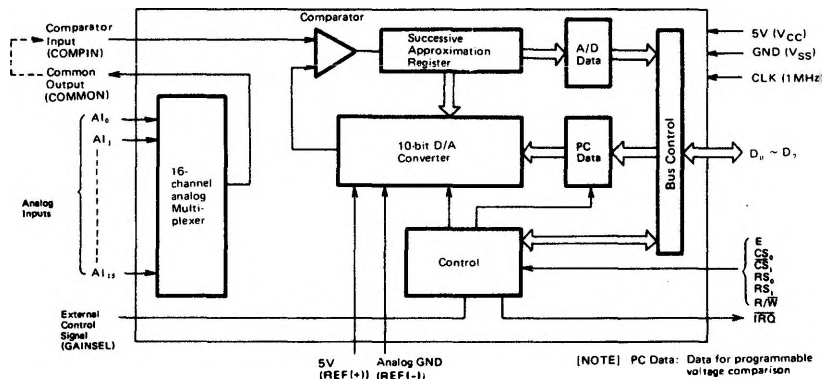 Comparator
Comparator
Input
(COMPIN)
Common
Output
(COMMON)
Successive
Approximation
Register
A/D
Data
5V (VCC)
GND (VSS)
CLK (1MHz)
AI0
AI1
Analog
Inputs
AI15
16-
channel
analog
Multi-
plexer
10-bit D/A
Converter
PC
Data
Bus Control
D0 ~ D7
Control
E
CS0
C̅S̅1
RS0
RS1
R/W̅
I̅R̅Q̅
External
Control
Signal
(GAINSEL)
5V
(REF(+))
Analog GND
(REF(-))
[NOTE] PC Data: Data for programmable
voltage comparison